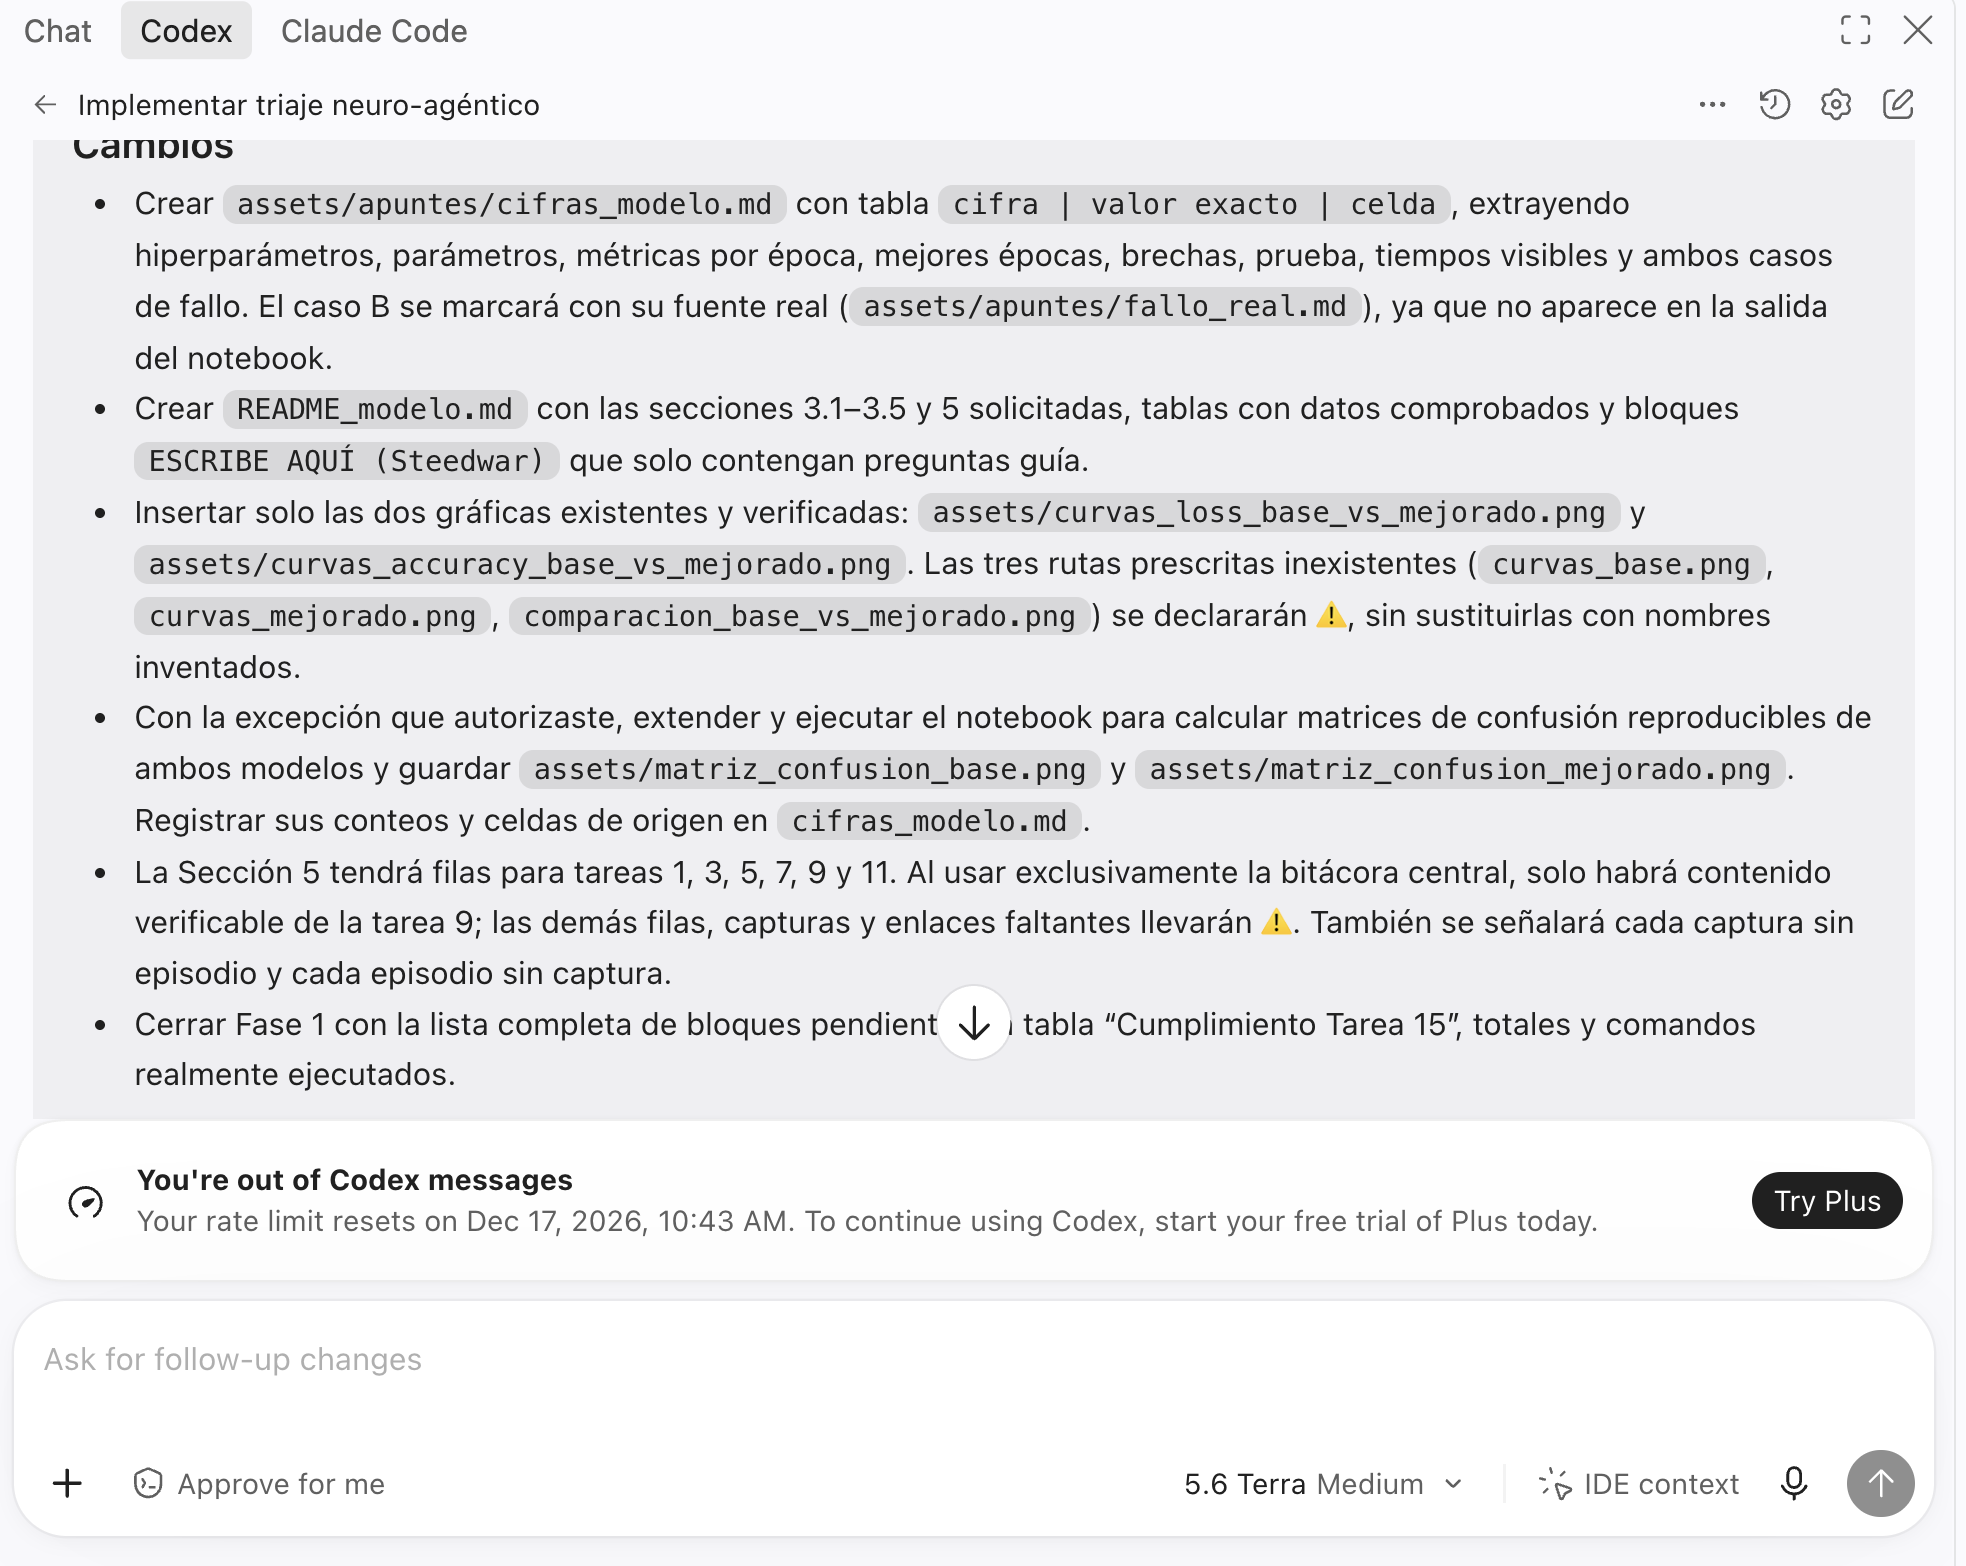 Chat Codex Claude Code
Implementar triaje neuro-agéntico
Cambios
• Crear assets/apuntes/cifras_modelo.md con tabla cifra | valor exacto | celda, extrayendo
hiperparámetros, parámetros, métricas por época, mejores épocas, brechas, prueba, tiempos visibles y ambos casos
de fallo. El caso B se marcará con su fuente real (assets/apuntes/fallo_real.md), ya que no aparece en la salida
del notebook.
• Crear README_modelo.md con las secciones 3.1–3.5 y 5 solicitadas, tablas con datos comprobados y bloques
ESCRIBE AQUÍ (Steedwar) que solo contengan preguntas guía.
• Insertar solo las dos gráficas existentes y verificadas: assets/curvas_loss_base_vs_mejorado.png y
assets/curvas_accuracy_base_vs_mejorado.png. Las tres rutas prescritas inexistentes (curvas_base.png,
curvas_mejorado.png, comparacion_base_vs_mejorado.png) se declararán ⚠️, sin sustituirlas con nombres
inventados.
• Con la excepción que autorizaste, extender y ejecutar el notebook para calcular matrices de confusión reproducibles de
ambos modelos y guardar assets/matriz_confusion_base.png y assets/matriz_confusion_mejorado.png.
Registrar sus conteos y celdas de origen en cifras_modelo.md.
• La Sección 5 tendrá filas para tareas 1, 3, 5, 7, 9 y 11. Al usar exclusivamente la bitácora central, solo habrá contenido
verificable de la tarea 9; las demás filas, capturas y enlaces faltantes llevarán ⚠️. También se señalará cada captura sin
episodio y cada episodio sin captura.
• Cerrar Fase 1 con la lista completa de bloques pendient tabla “Cumplimiento Tarea 15”, totales y comandos
realmente ejecutados.
You're out of Codex messages
Your rate limit resets on Dec 17, 2026, 10:43 AM. To continue using Codex, start your free trial of Plus today.
Try Plus
Ask for follow-up changes
Approve for me 5.6 Terra Medium IDE context